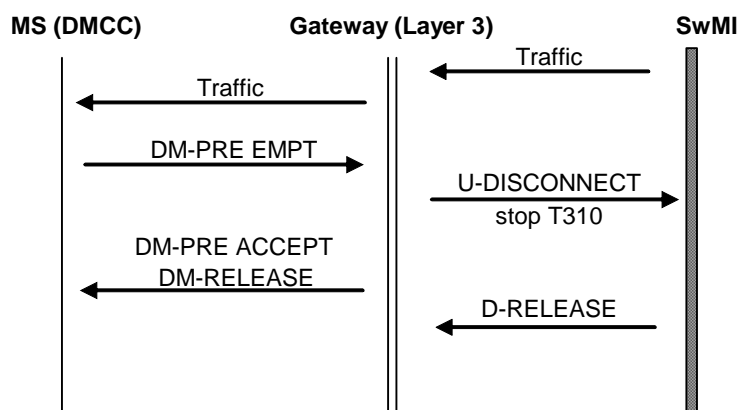 MS (DMCC)
Gateway (Layer 3)
SwMI
Traffic
Traffic
DM-PRE EMPT
U-DISCONNECT
stop T310
DM-PRE ACCEPT
DM-RELEASE
D-RELEASE